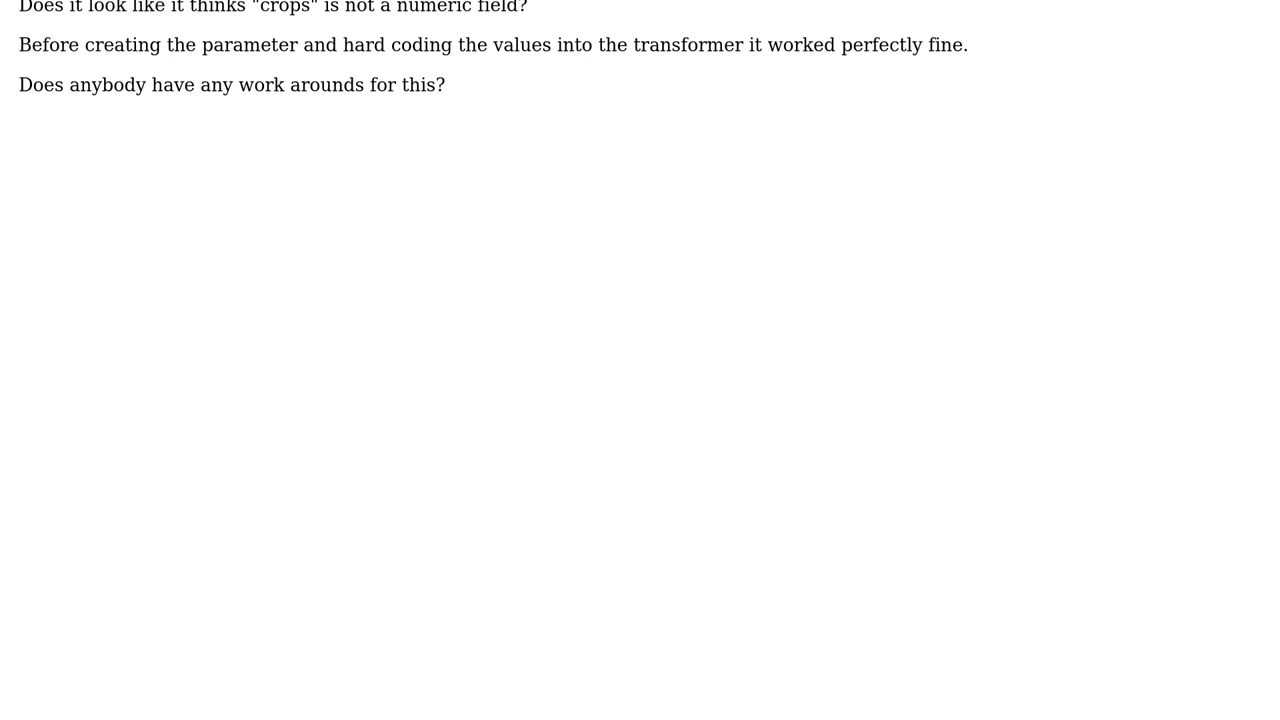 Does it look like it thinks "crops" is not a numeric field?
Before creating the parameter and hard coding the values into the transformer it worked perfectly fine.
Does anybody have any work arounds for this?